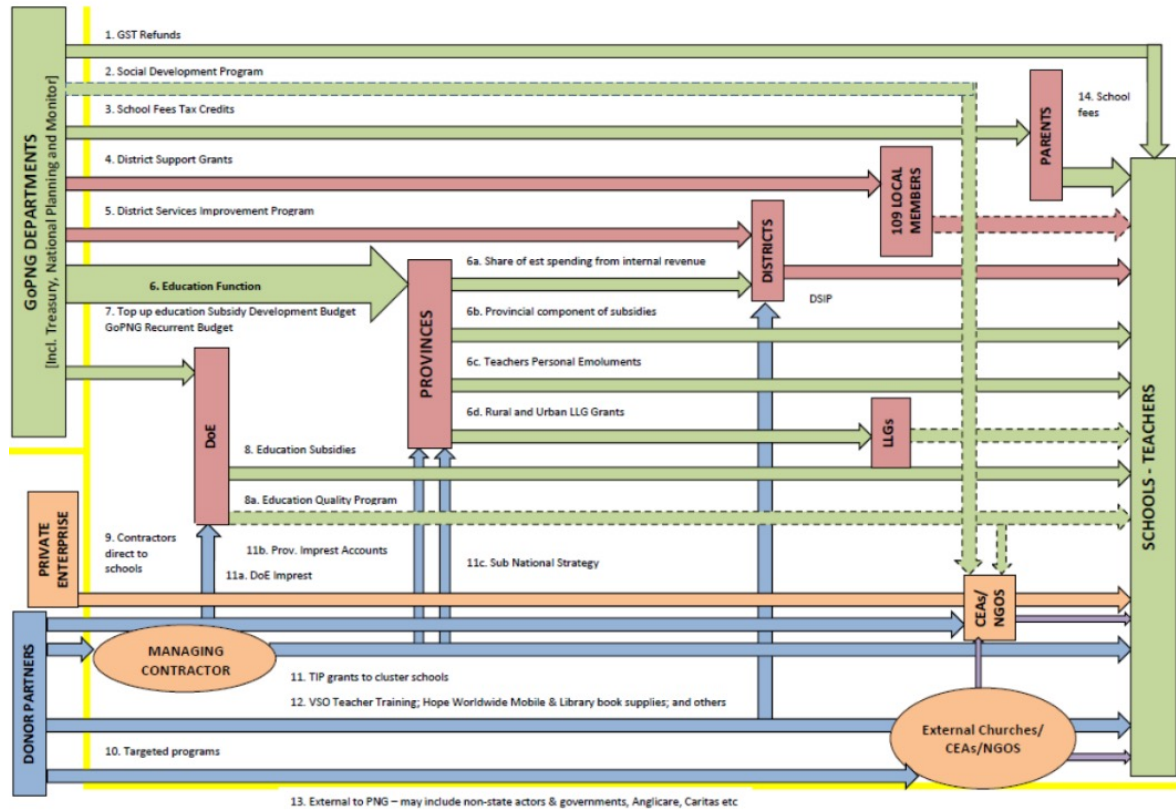 1. GST Refunds
2. Social Development Program
3. School Fees Tax Credits
14. School
fees
PARENTS
GoPNG DEPARTMENTS
[Incl. Treasury, National Planning and Monitor]
4. District Support Grants
109 LOCAL
MEMBERS
5. District Services Improvement Program
DISTRICTS
6. Education Function
PROVINCES
6a. Share of est spending from internal revenue
DSIP
7. Top up education Subsidy Development Budget
GoPNG Recurrent Budget
6b. Provincial component of subsidies
6c. Teachers Personal Emoluments
6d. Rural and Urban LLG Grants
LLGs
DoE
8. Education Subsidies
8a. Education Quality Program
SCHOOLS - TEACHERS
PRIVATE
ENTERPRISE
9. Contractors
direct to
schools
11b. Prov. Imprest Accounts
11a. DoE Imprest
11c. Sub National Strategy
CEAs/
NGOS
DONOR PARTNERS
MANAGING
CONTRACTOR
11. TIP grants to cluster schools
12. VSO Teacher Training; Hope Worldwide Mobile & Library book supplies; and others
External Churches/
CEAs/NGOS
10. Targeted programs
13. External to PNG – may include non-state actors & governments, Anglicare, Caritas etc